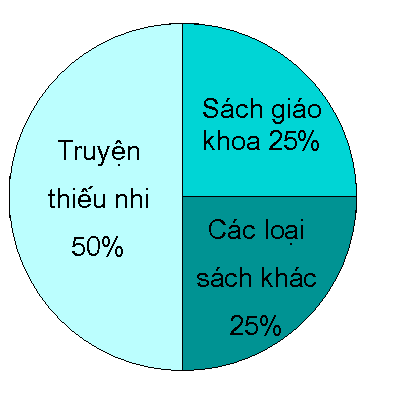 Truyện
thiếu nhi
50%
Sách giáo
khoa 25%
Các loại
sách khác
25%